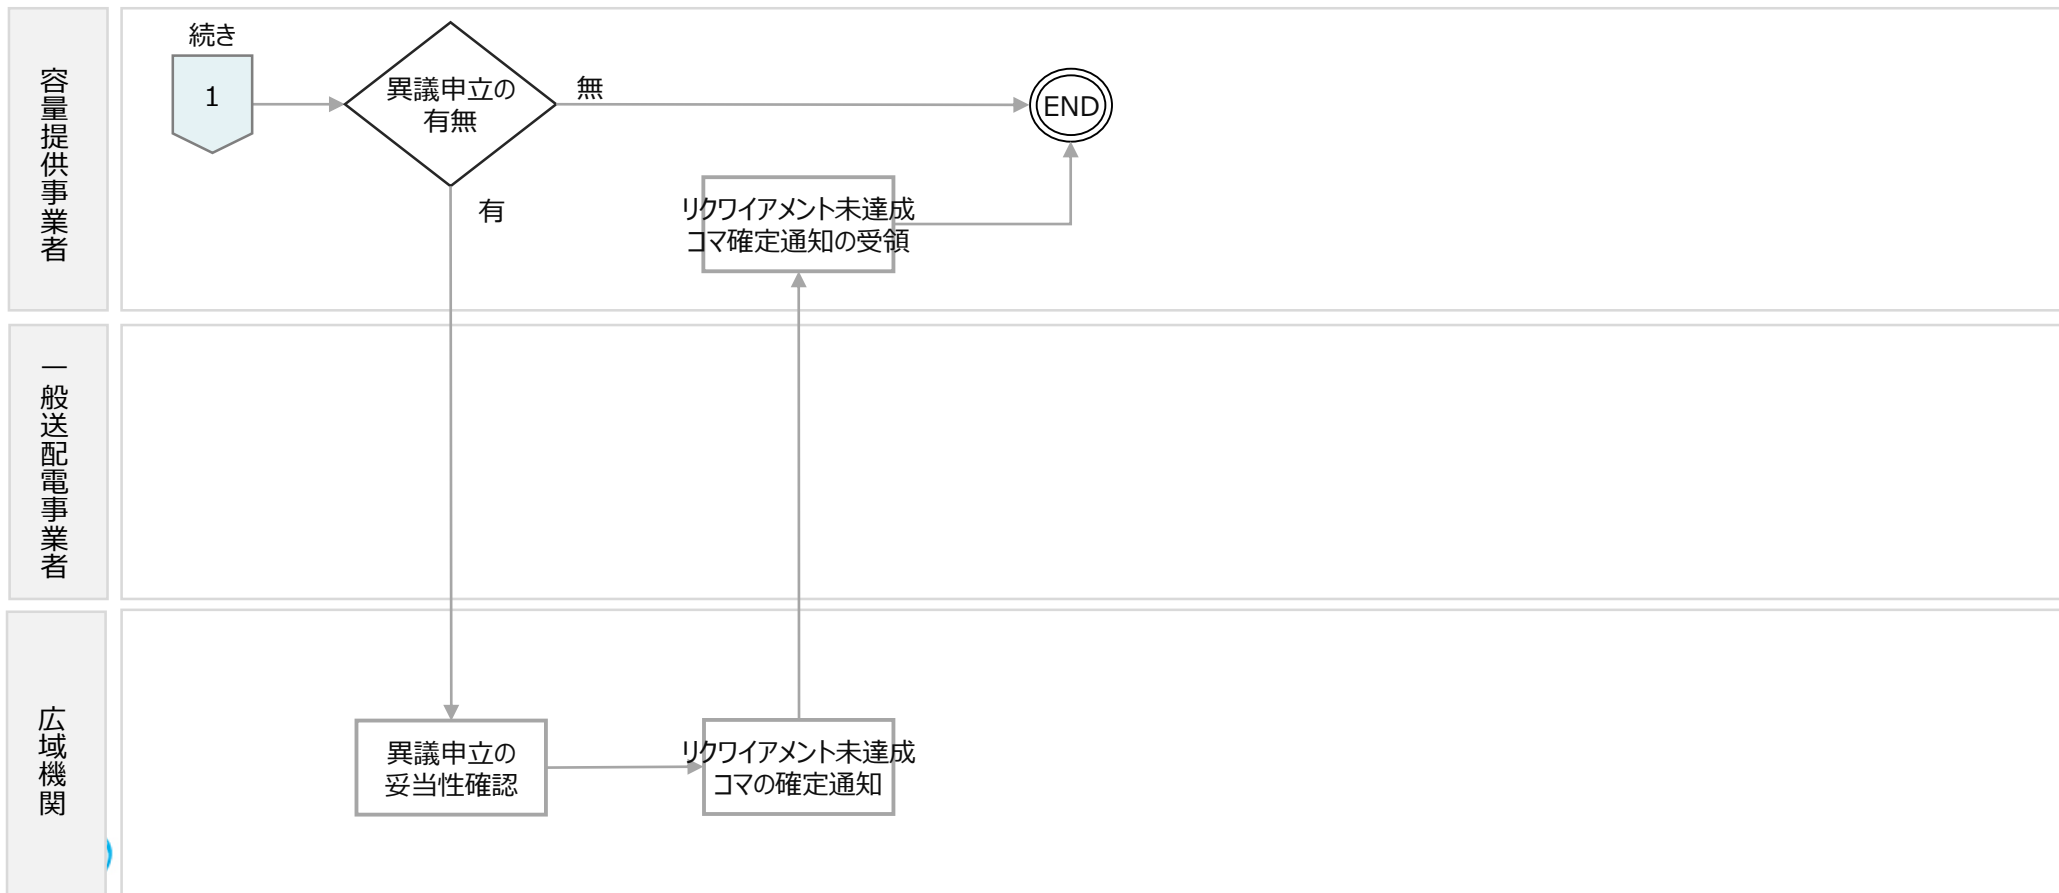 容量提供事業者
続き
1
異議申立の
有無
無
END
有
リクワイアメント未達成
コマ確定通知の受領
一般送配電事業者
広域機関
異議申立の
妥当性確認
リクワイアメント未達成
コマの確定通知